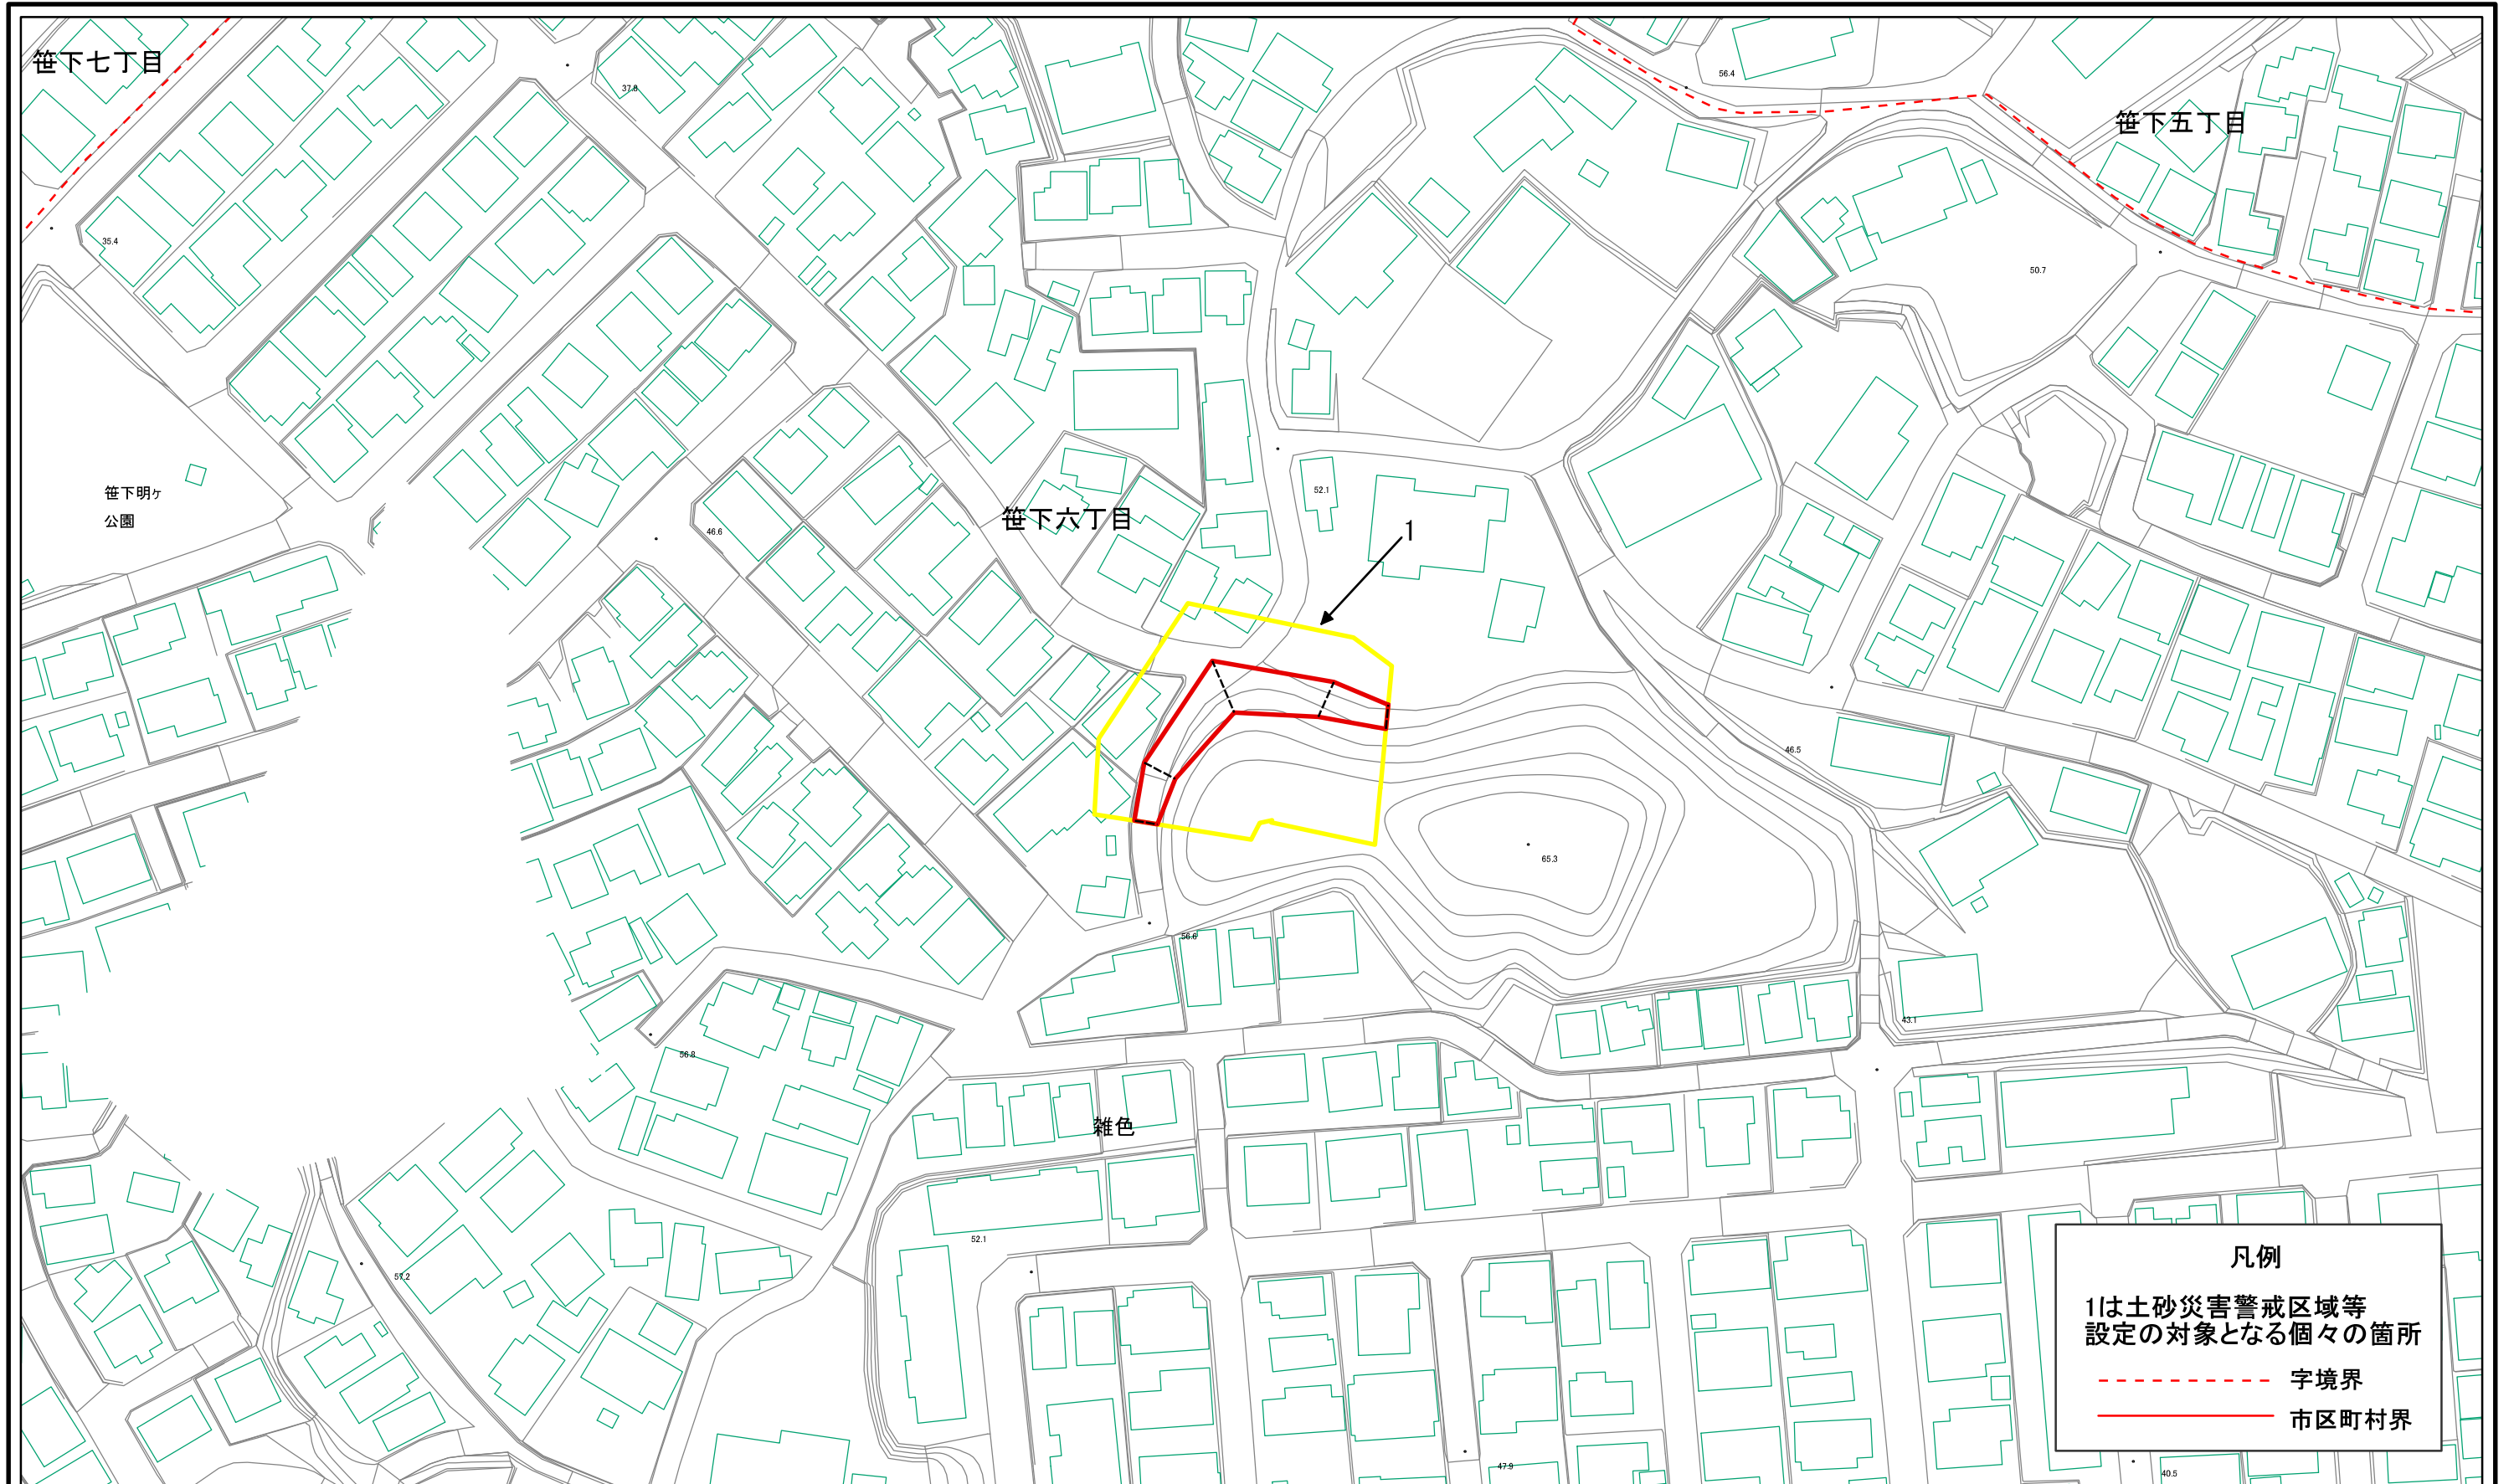 笹下七丁目
56.4
37.8
笹下五丁目
35.4
50.7
笹下明ヶ
公園
52.1
笹下六丁目
1
46.6
46.5
65.3
56.6
43.1
56.8
雑色
52.1
57.2
凡例
1は土砂災害警戒区域等
設定の対象となる個々の箇所
字境界
市区町村界
47.9
40.5